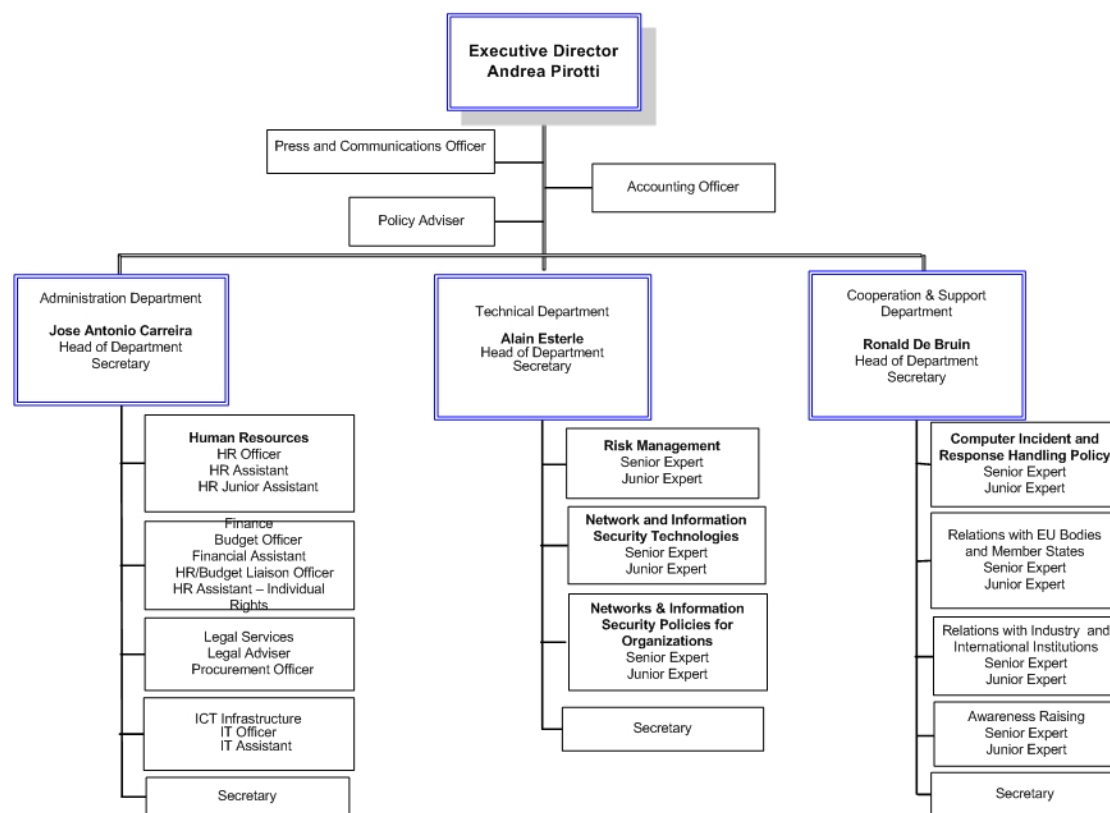 Executive Director
Andrea Pirotti
Press and Communications Officer
Accounting Officer
Policy Adviser
Administration Department
Jose Antonio Carreira
Head of Department
Secretary
Technical Department
Alain Esterle
Head of Department
Secretary
Cooperation & Support
Department
Ronald De Bruin
Head of Department
Secretary
Human Resources
HR Officer
HR Assistant
HR Junior Assistant
Finance
Budget Officer
Financial Assistant
HR/Budget Liaison Officer
HR Assistant – Individual
Rights
Legal Services
Legal Adviser
Procurement Officer
ICT Infrastructure
IT Officer
IT Assistant
Secretary
Risk Management
Senior Expert
Junior Expert
Network and Information
Security Technologies
Senior Expert
Junior Expert
Networks & Information
Security Policies for
Organizations
Senior Expert
Junior Expert
Secretary
Computer Incident and
Response Handling Policy
Senior Expert
Junior Expert
Relations with EU Bodies
and Member States
Senior Expert
Junior Expert
Relations with Industry and
International Institutions
Senior Expert
Junior Expert
Awareness Raising
Senior Expert
Junior Expert
Secretary